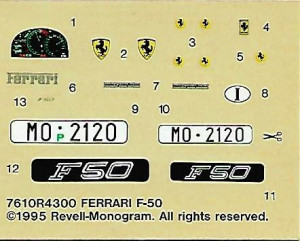 1
2
3
5
4
Ferrari
6
7
8
13
9
10
MO·P 2120
MO·2120
12
F50
F50
11
7610R4300 FERRARI F-50
©1995 Revell-Monogram. All rights reserved.